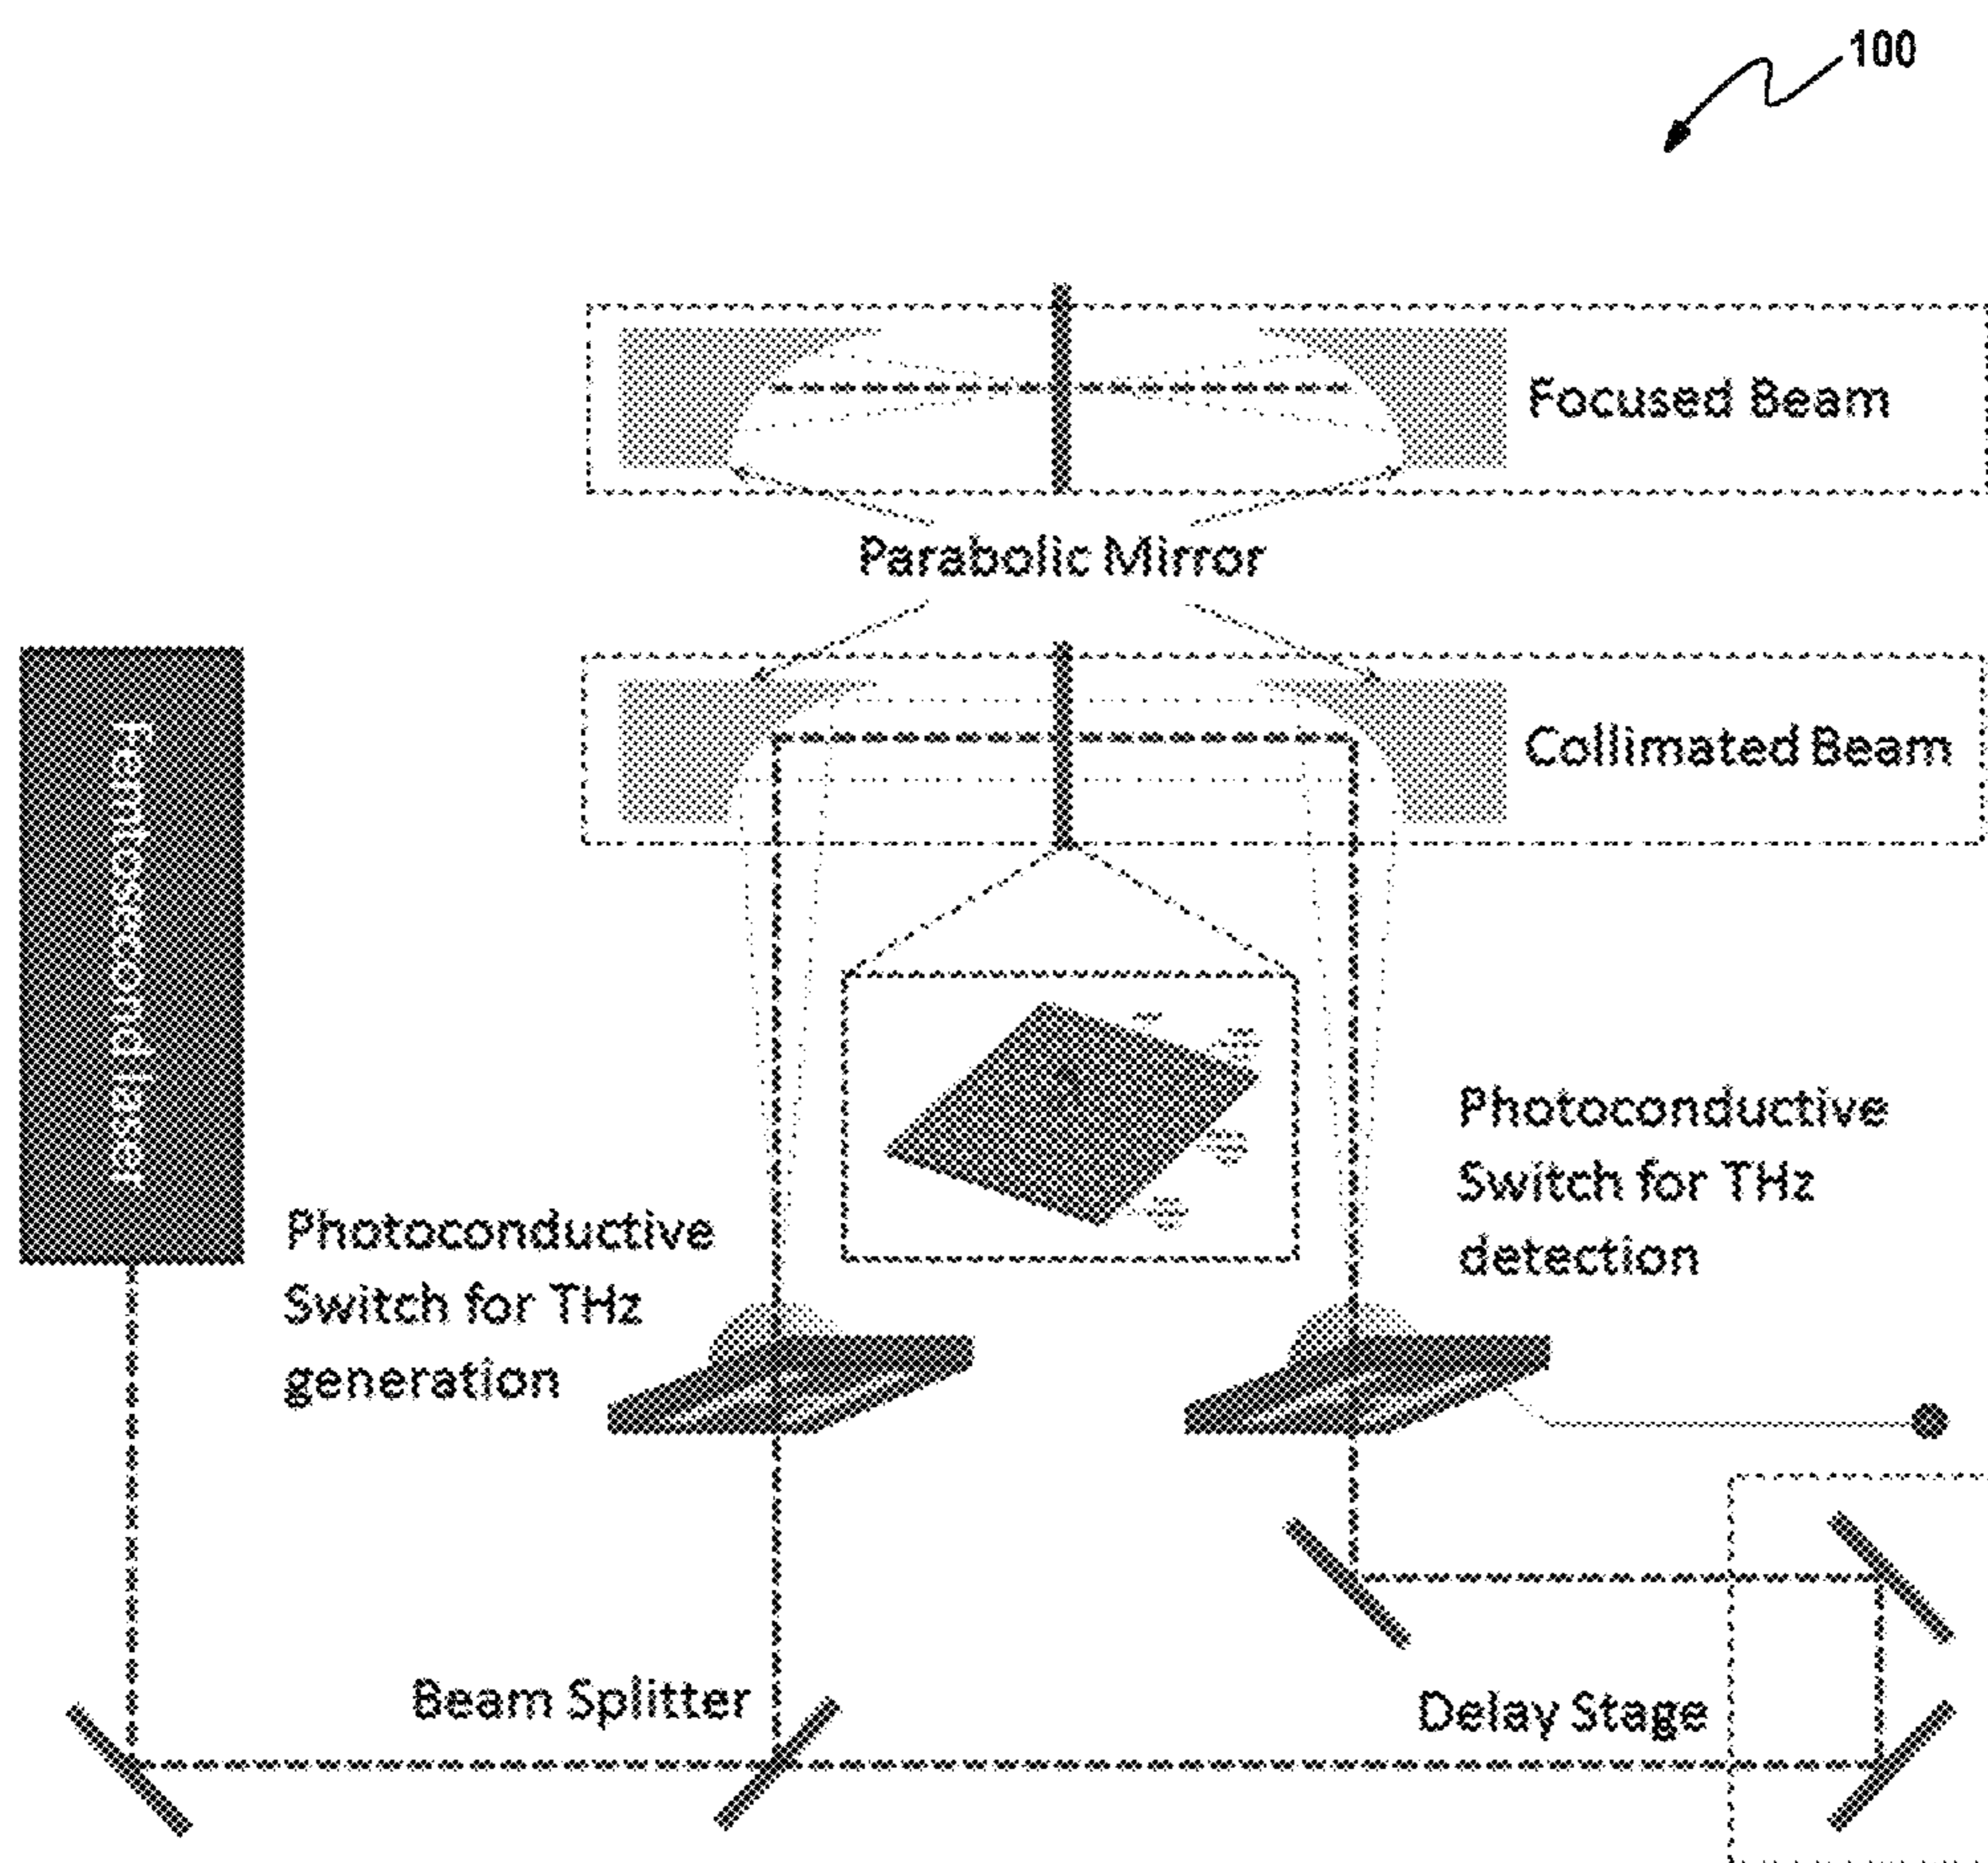 100
Focused Beam
Parabolic Mirror
Collimated Beam
Femtosecond laser
Photoconductive
Switch for THz
detection
Photoconductive
Switch for THz
generation
Beam Splitter
Delay Stage